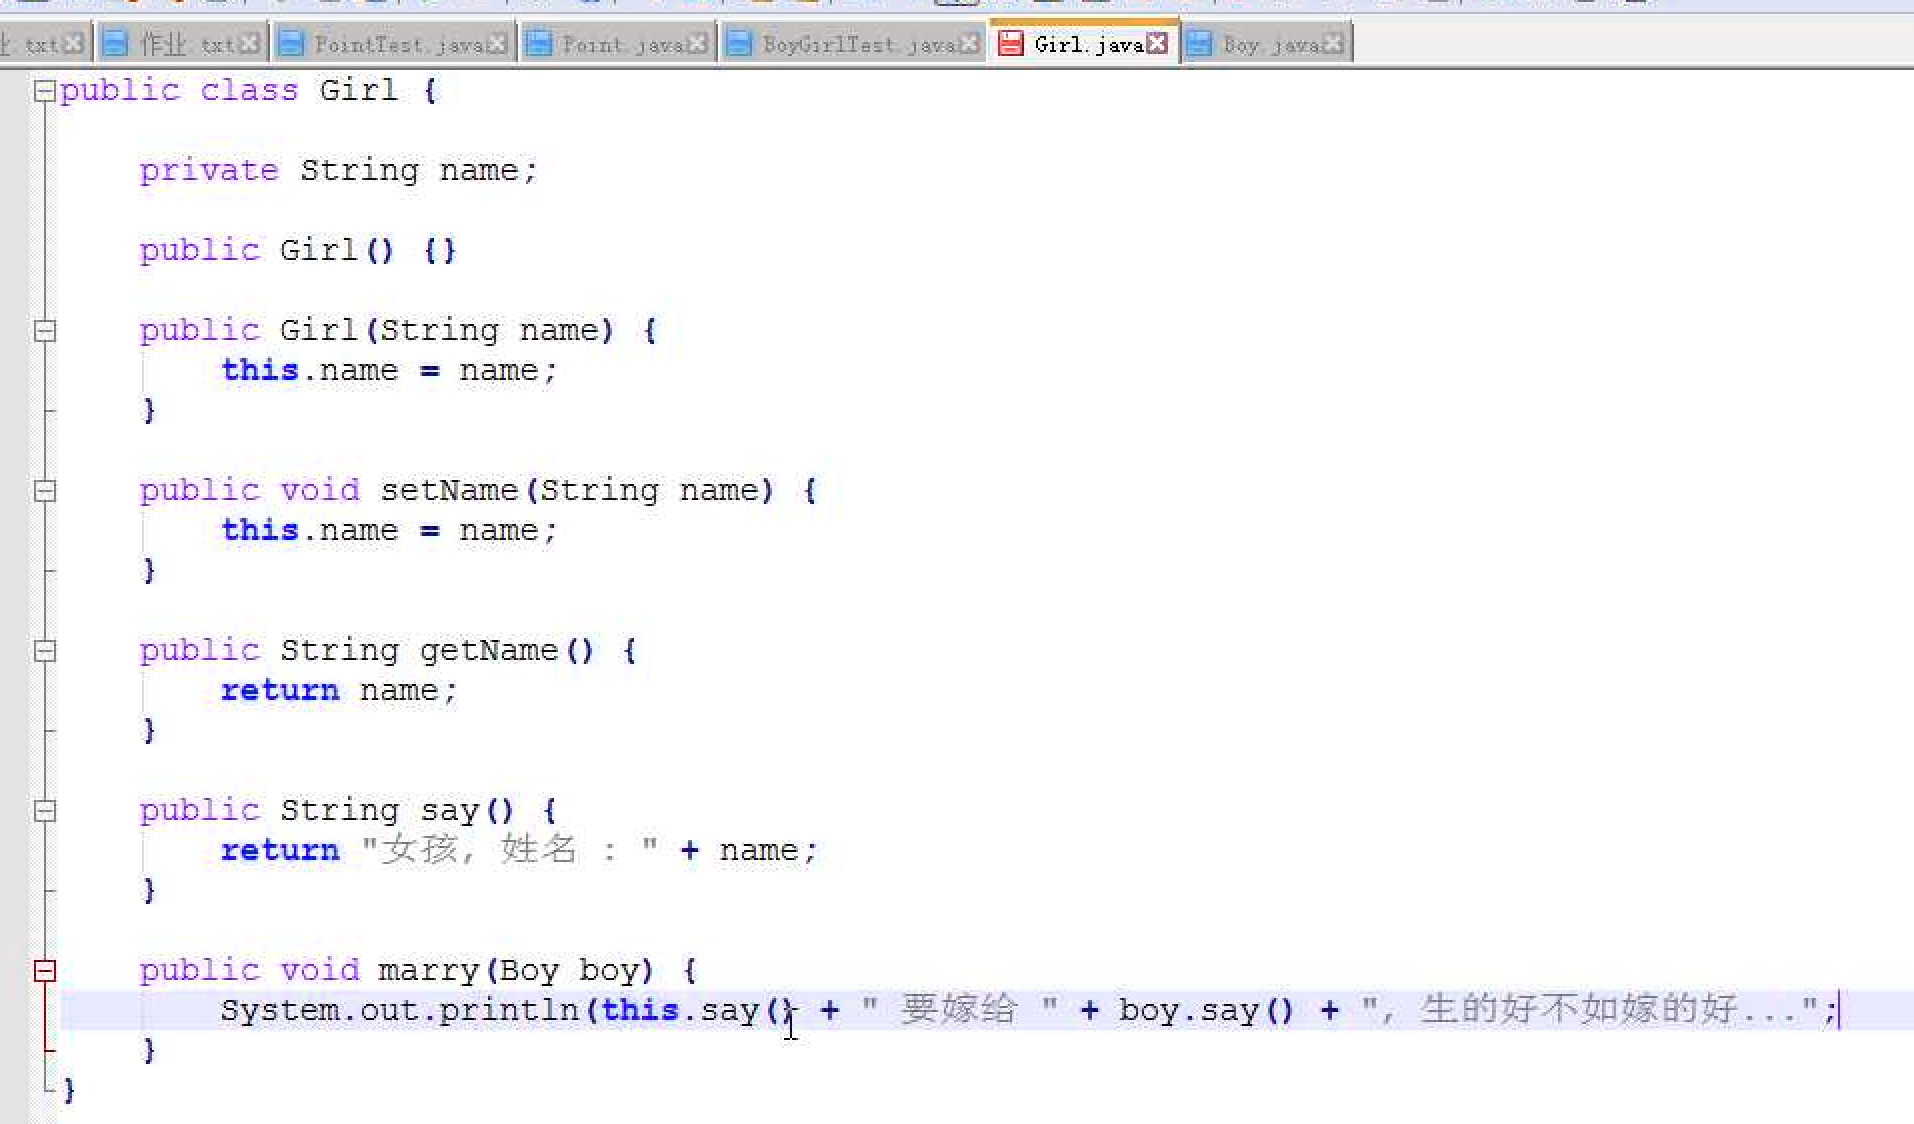 业.txt 作业.txt PointTest.java Point.java BoyGirlTest.java Girl.java Boy.java
public class Girl {
private String name;
public Girl() {}
public Girl(String name) {
this.name = name;
}
public void setName(String name) {
this.name = name;
}
public String getName() {
return name;
}
public String say() {
return "女孩, 姓名 : " + name;
}
public void marry(Boy boy) {
System.out.println(this.say() + " 要嫁给 " + boy.say() + ", 生的好不如嫁的好...";
}
}